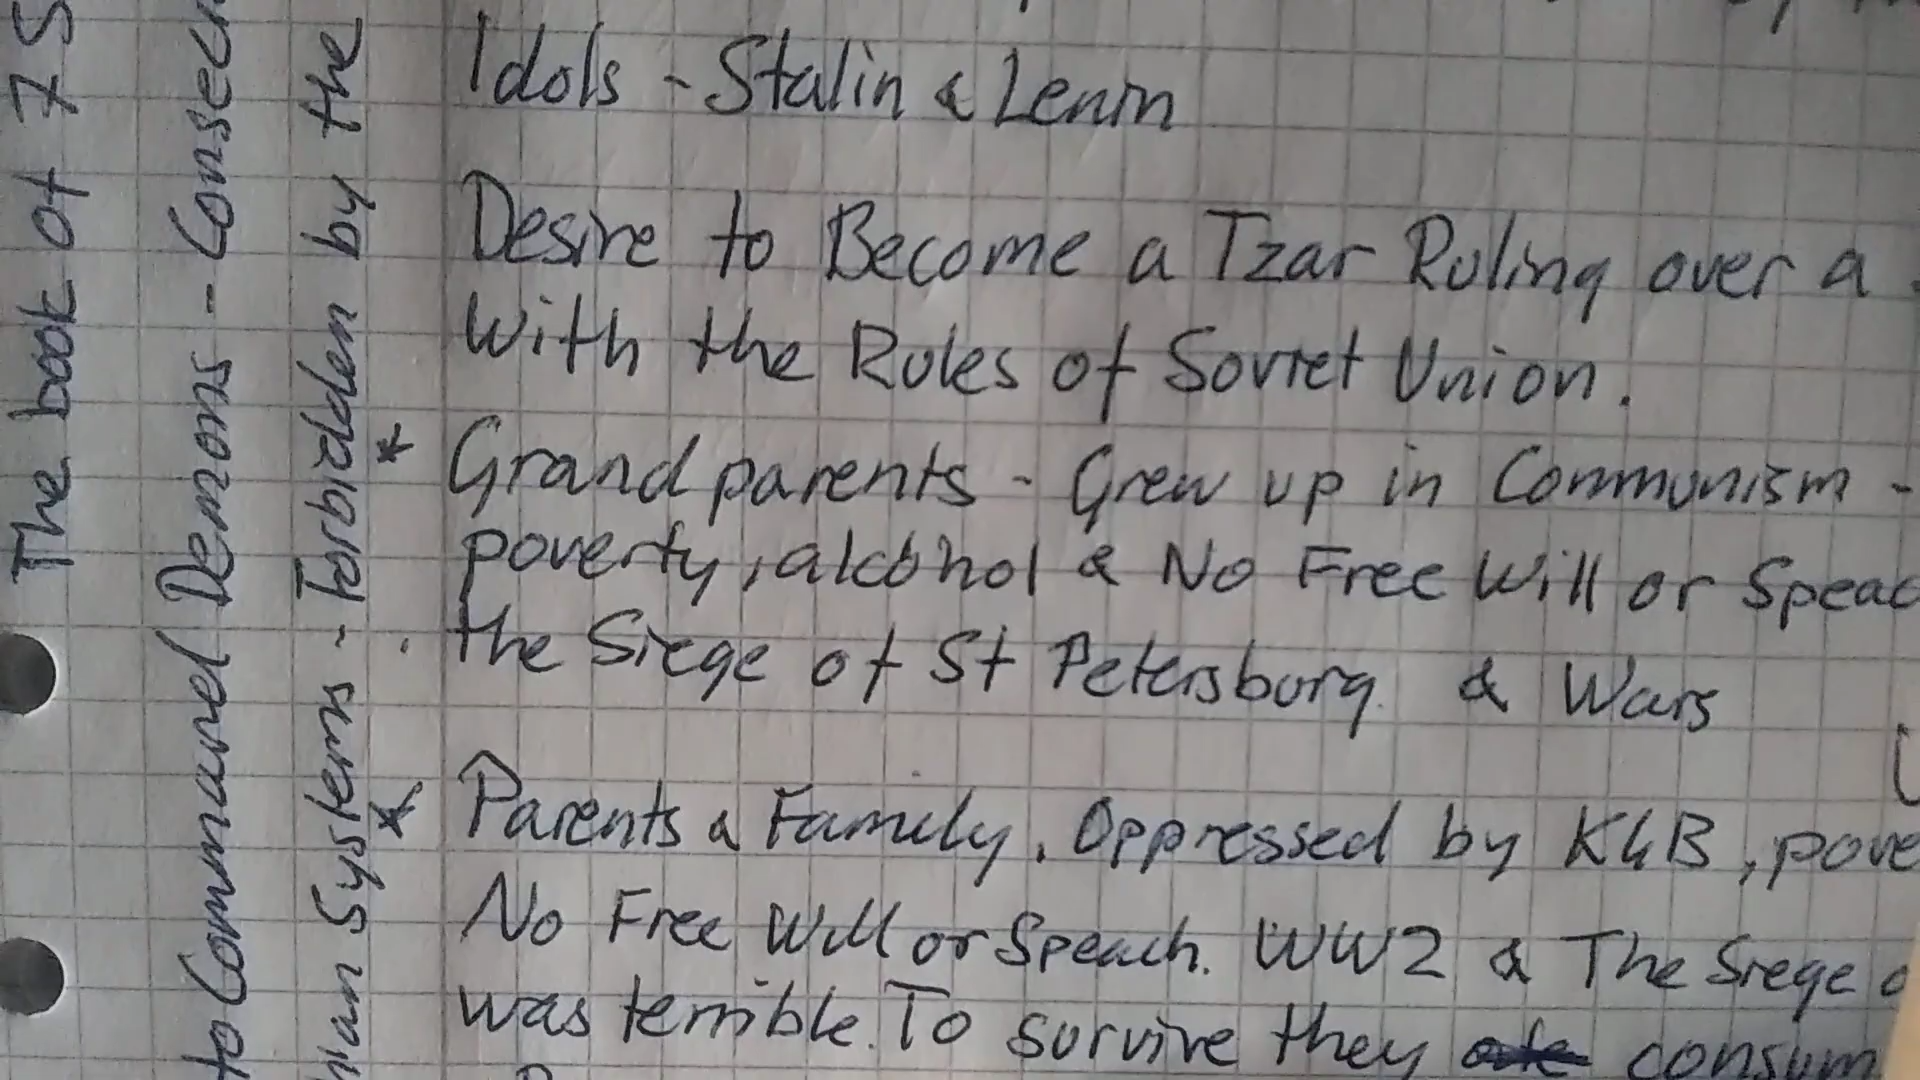 The book of 7 S
to Command Demons - Consecr
Systems - Forbidden by the
Idols - Stalin & Lenin
Desire to Become a Tzar Ruling over a
With the Rules of Soviet Union.
* Grandparents - Grew up in Communism -
poverty, alcohol & No Free Will or Speac
the Siege of St Petersburg & Wars
* Parents & Family. Oppressed by KGB, pove
No Free Will or Speach. WW2 & The Siege o
was terrible. To survive they consum